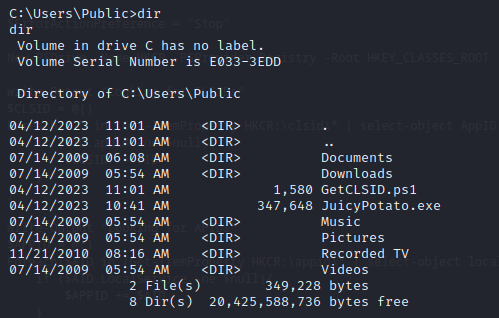 C:\Users\Public>dir
dir
 Volume in drive C has no label.
 Volume Serial Number is E033-3EDD

 Directory of C:\Users\Public

04/12/2023  11:01 AM    <DIR>          .
04/12/2023  11:01 AM    <DIR>          ..
07/14/2009  06:08 AM    <DIR>          Documents
07/14/2009  05:54 AM    <DIR>          Downloads
04/12/2023  11:01 AM             1,580 GetCLSID.ps1
04/12/2023  10:41 AM           347,648 JuicyPotato.exe
07/14/2009  05:54 AM    <DIR>          Music
07/14/2009  05:54 AM    <DIR>          Pictures
11/21/2010  08:16 AM    <DIR>          Recorded TV
07/14/2009  05:54 AM    <DIR>          Videos
               2 File(s)        349,228 bytes
               8 Dir(s)  20,425,588,736 bytes free